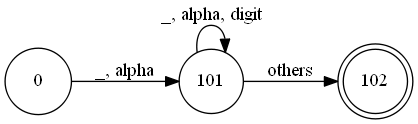 _, alpha, digit
0
_, alpha
101
others
102